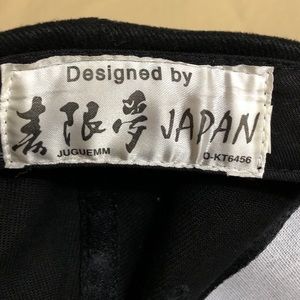 Designed by
寿限夢 JAPAN
JUGUEMM O-KT6456